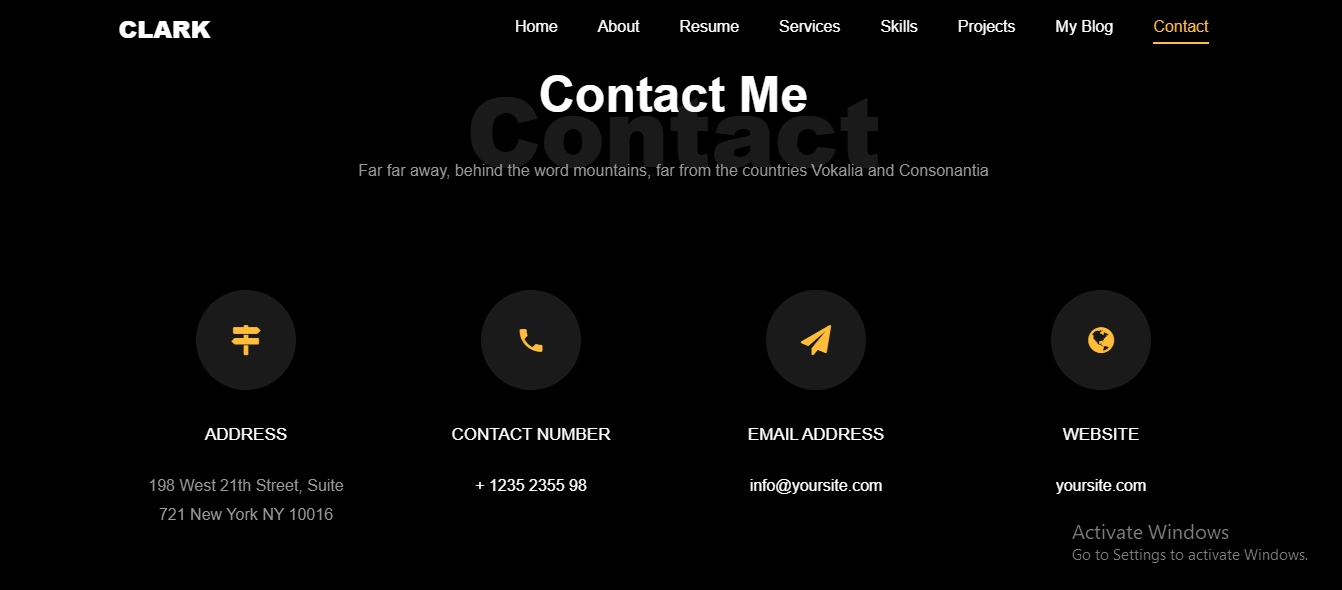 CLARK
Home About Resume Services Skills Projects My Blog Contact
Contact Me
Contact
Far far away, behind the word mountains, far from the countries Vokalia and Consonantia
ADDRESS
198 West 21th Street, Suite
721 New York NY 10016
CONTACT NUMBER
+ 1235 2355 98
EMAIL ADDRESS
info@yoursite.com
WEBSITE
yoursite.com
Activate Windows
Go to Settings to activate Windows.